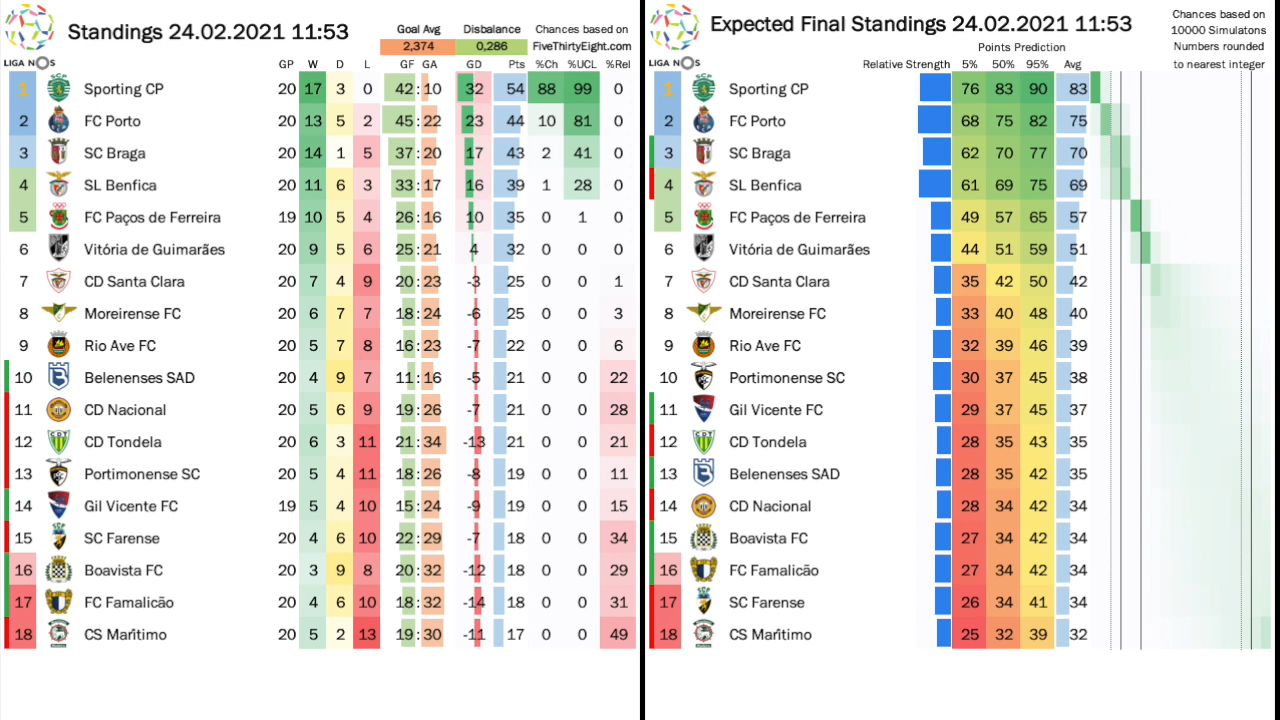 Standings 24.02.2021 11:53
Goal Avg Disbalance Chances based on
2,374 0,286 FiveThirtyEight.com
LIGA NOS GP W D L GF GA GD Pts %Ch %UCL %Rel
1 Sporting CP 20 17 3 0 42 : 10 32 54 88 99 0
2 FC Porto 20 13 5 2 45 : 22 23 44 10 81 0
3 SC Braga 20 14 1 5 37 : 20 17 43 2 41 0
4 SL Benfica 20 11 6 3 33 : 17 16 39 1 28 0
5 FC Paços de Ferreira 19 10 5 4 26 : 16 10 35 0 1 0
6 Vitória de Guimarães 20 9 5 6 25 : 21 4 32 0 0 0
7 CD Santa Clara 20 7 4 9 20 : 23 -3 25 0 0 1
8 Moreirense FC 20 6 7 7 18 : 24 -6 25 0 0 3
9 Rio Ave FC 20 5 7 8 16 : 23 -7 22 0 0 6
10 Belenenses SAD 20 4 9 7 11 : 16 -5 21 0 0 22
11 CD Nacional 20 5 6 9 19 : 26 -7 21 0 0 28
12 CD Tondela 20 6 3 11 21 : 34 -13 21 0 0 21
13 Portimonense SC 20 5 4 11 18 : 26 -8 19 0 0 11
14 Gil Vicente FC 19 5 4 10 15 : 24 -9 19 0 0 15
15 SC Farense 20 4 6 10 22 : 29 -7 18 0 0 34
16 Boavista FC 20 3 9 8 20 : 32 -12 18 0 0 29
17 FC Famalicão 20 4 6 10 18 : 32 -14 18 0 0 31
18 CS Marítimo 20 5 2 13 19 : 30 -11 17 0 0 49
Expected Final Standings 24.02.2021 11:53
Chances based on
10000 Simulatons
Numbers rounded
to nearest integer
Points Prediction
LIGA NOS Relative Strength 5% 50% 95% Avg
1 Sporting CP 76 83 90 83
2 FC Porto 68 75 82 75
3 SC Braga 62 70 77 70
4 SL Benfica 61 69 75 69
5 FC Paços de Ferreira 49 57 65 57
6 Vitória de Guimarães 44 51 59 51
7 CD Santa Clara 35 42 50 42
8 Moreirense FC 33 40 48 40
9 Rio Ave FC 32 39 46 39
10 Portimonense SC 30 37 45 38
11 Gil Vicente FC 29 37 45 37
12 CD Tondela 28 35 43 35
13 Belenenses SAD 28 35 42 35
14 CD Nacional 28 34 42 34
15 Boavista FC 27 34 42 34
16 FC Famalicão 27 34 42 34
17 SC Farense 26 34 41 34
18 CS Marítimo 25 32 39 32